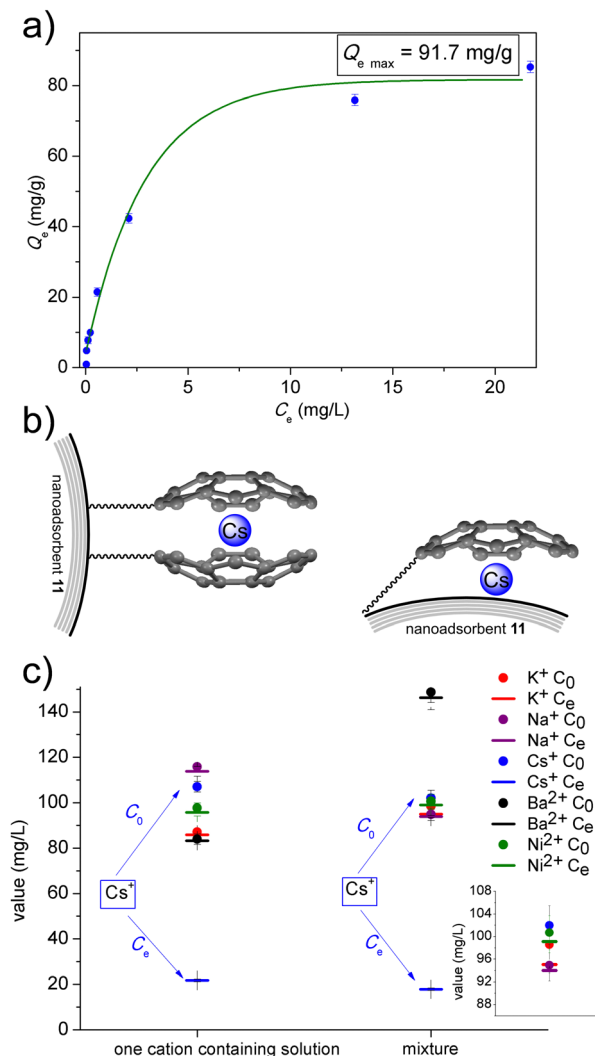 a)
Qe max = 91.7 mg/g
80
60
40
20
0
Qe (mg/g)
0
5
10
15
20
Ce (mg/L)
b)
nanoadsorbent 11
Cs
Cs
nanoadsorbent 11
c)
140
120
100
80
60
40
20
0
value (mg/L)
C0
Cs+
Ce
C0
Cs+
Ce
K+ C0
K+ Ce
Na+ C0
Na+ Ce
Cs+ C0
Cs+ Ce
Ba2+ C0
Ba2+ Ce
Ni2+ C0
Ni2+ Ce
108
104
100
96
92
88
value (mg/L)
one cation containing solution
mixture